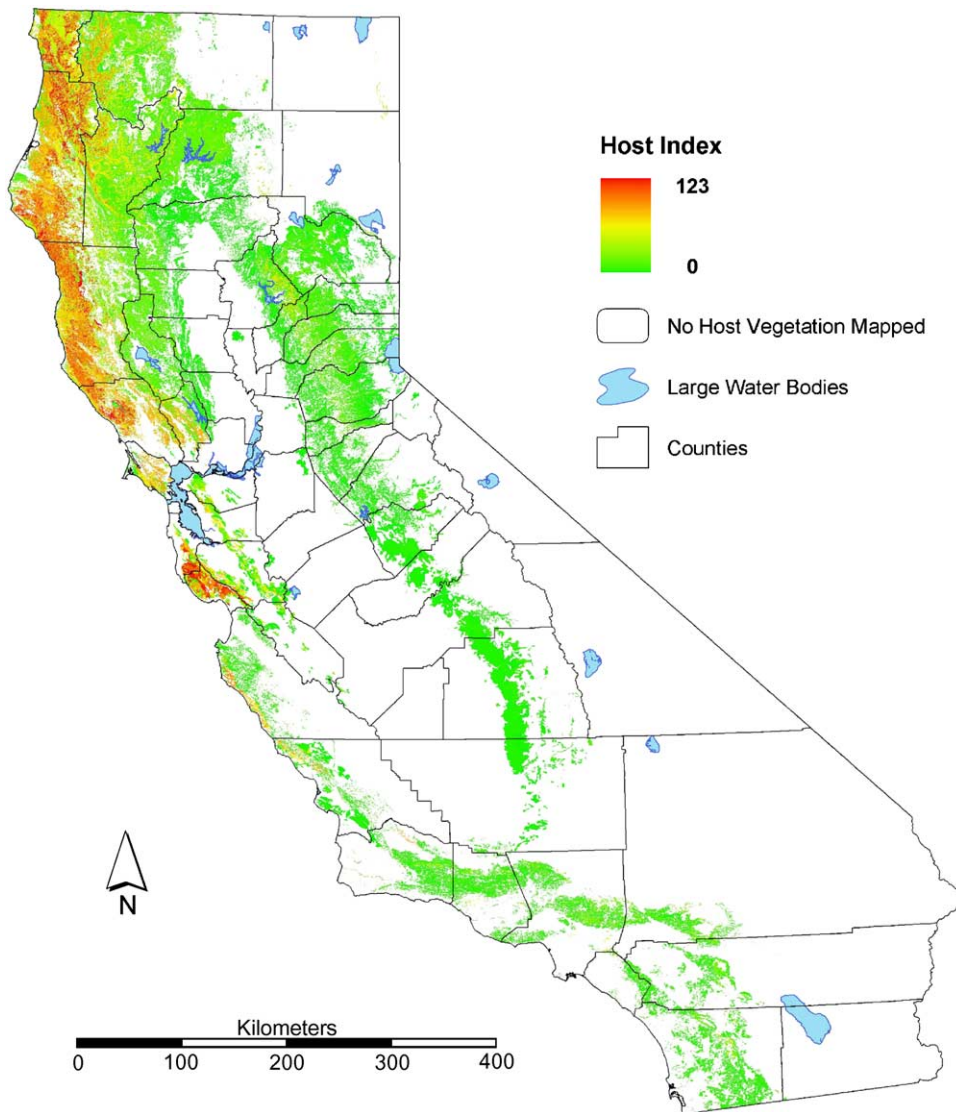 Host Index
123
0
No Host Vegetation Mapped
Large Water Bodies
Counties
N
Kilometers
0 100 200 300 400